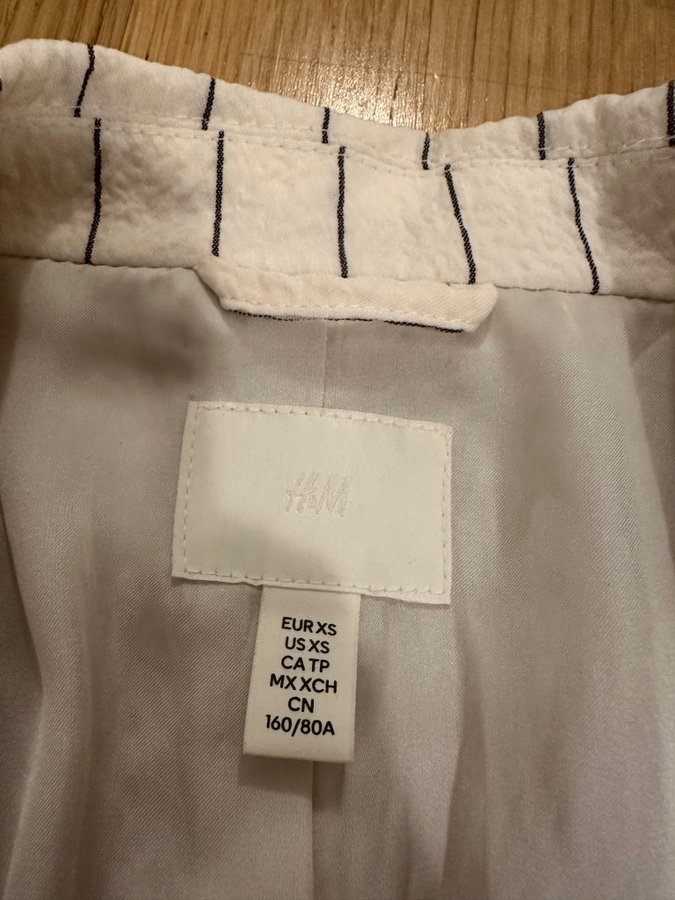 H&M
EUR XS
US XS
CA TP
MX XCH
CN
160/80A